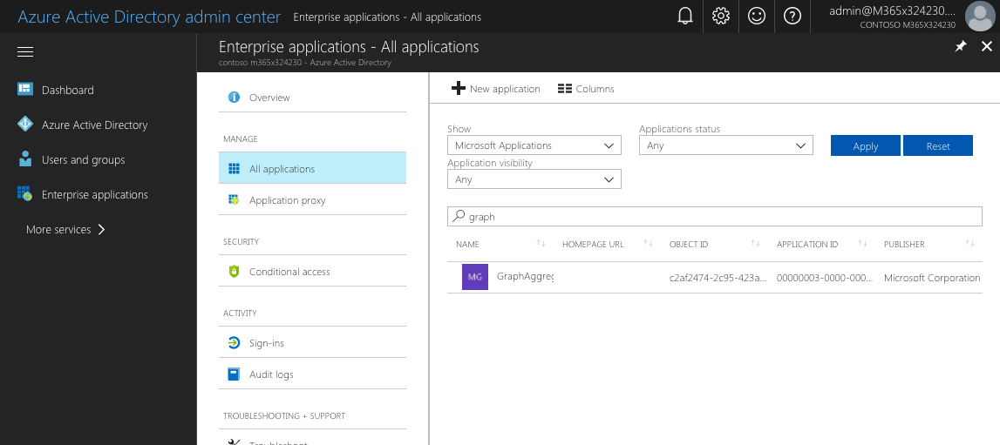 Azure Active Directory admin center
Enterprise applications - All applications
admin@M365x324230....
CONTOSO M365X324230
Dashboard
Azure Active Directory
Users and groups
Enterprise applications
More services
Enterprise applications - All applications
contoso m365x324230 - Azure Active Directory
Overview
MANAGE
All applications
Application proxy
SECURITY
Conditional access
ACTIVITY
Sign-ins
Audit logs
TROUBLESHOOTING + SUPPORT
Troubleshoot
New application
Columns
Show
Microsoft Applications
Applications status
Any
Apply
Reset
Application visibility
Any
graph
NAME
HOMEPAGE URL
OBJECT ID
APPLICATION ID
PUBLISHER
MG
GraphAggreg
c2af2474-2c95-423a...
00000003-0000-000...
Microsoft Corporation